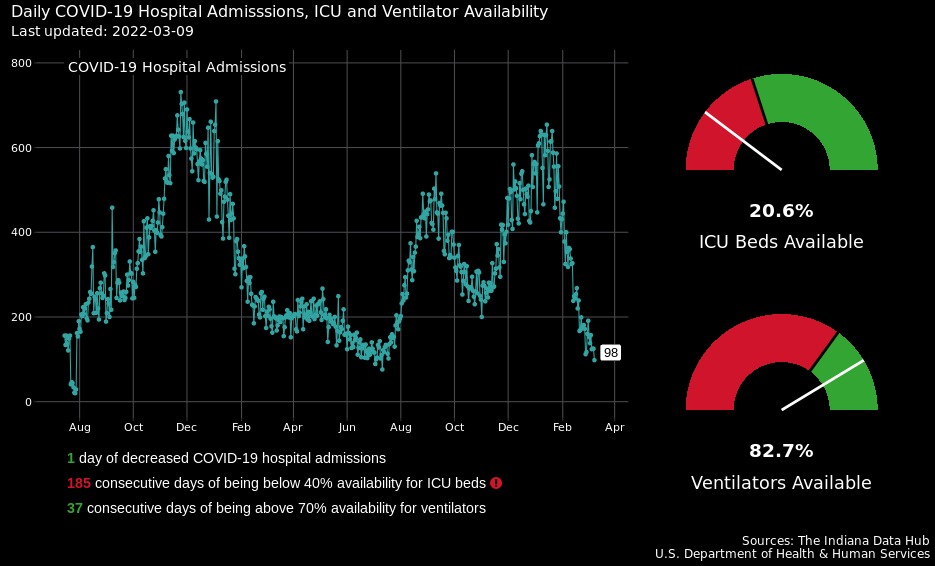 Daily COVID-19 Hospital Admisssions, ICU and Ventilator Availability
Last updated: 2022-03-09
COVID-19 Hospital Admissions
800
600
400
200
0
98
Aug Oct Dec Feb Apr Jun Aug Oct Dec Feb Apr
20.6%
ICU Beds Available
82.7%
Ventilators Available
1 day of decreased COVID-19 hospital admissions
185 consecutive days of being below 40% availability for ICU beds !
37 consecutive days of being above 70% availability for ventilators
Sources: The Indiana Data Hub
U.S. Department of Health & Human Services